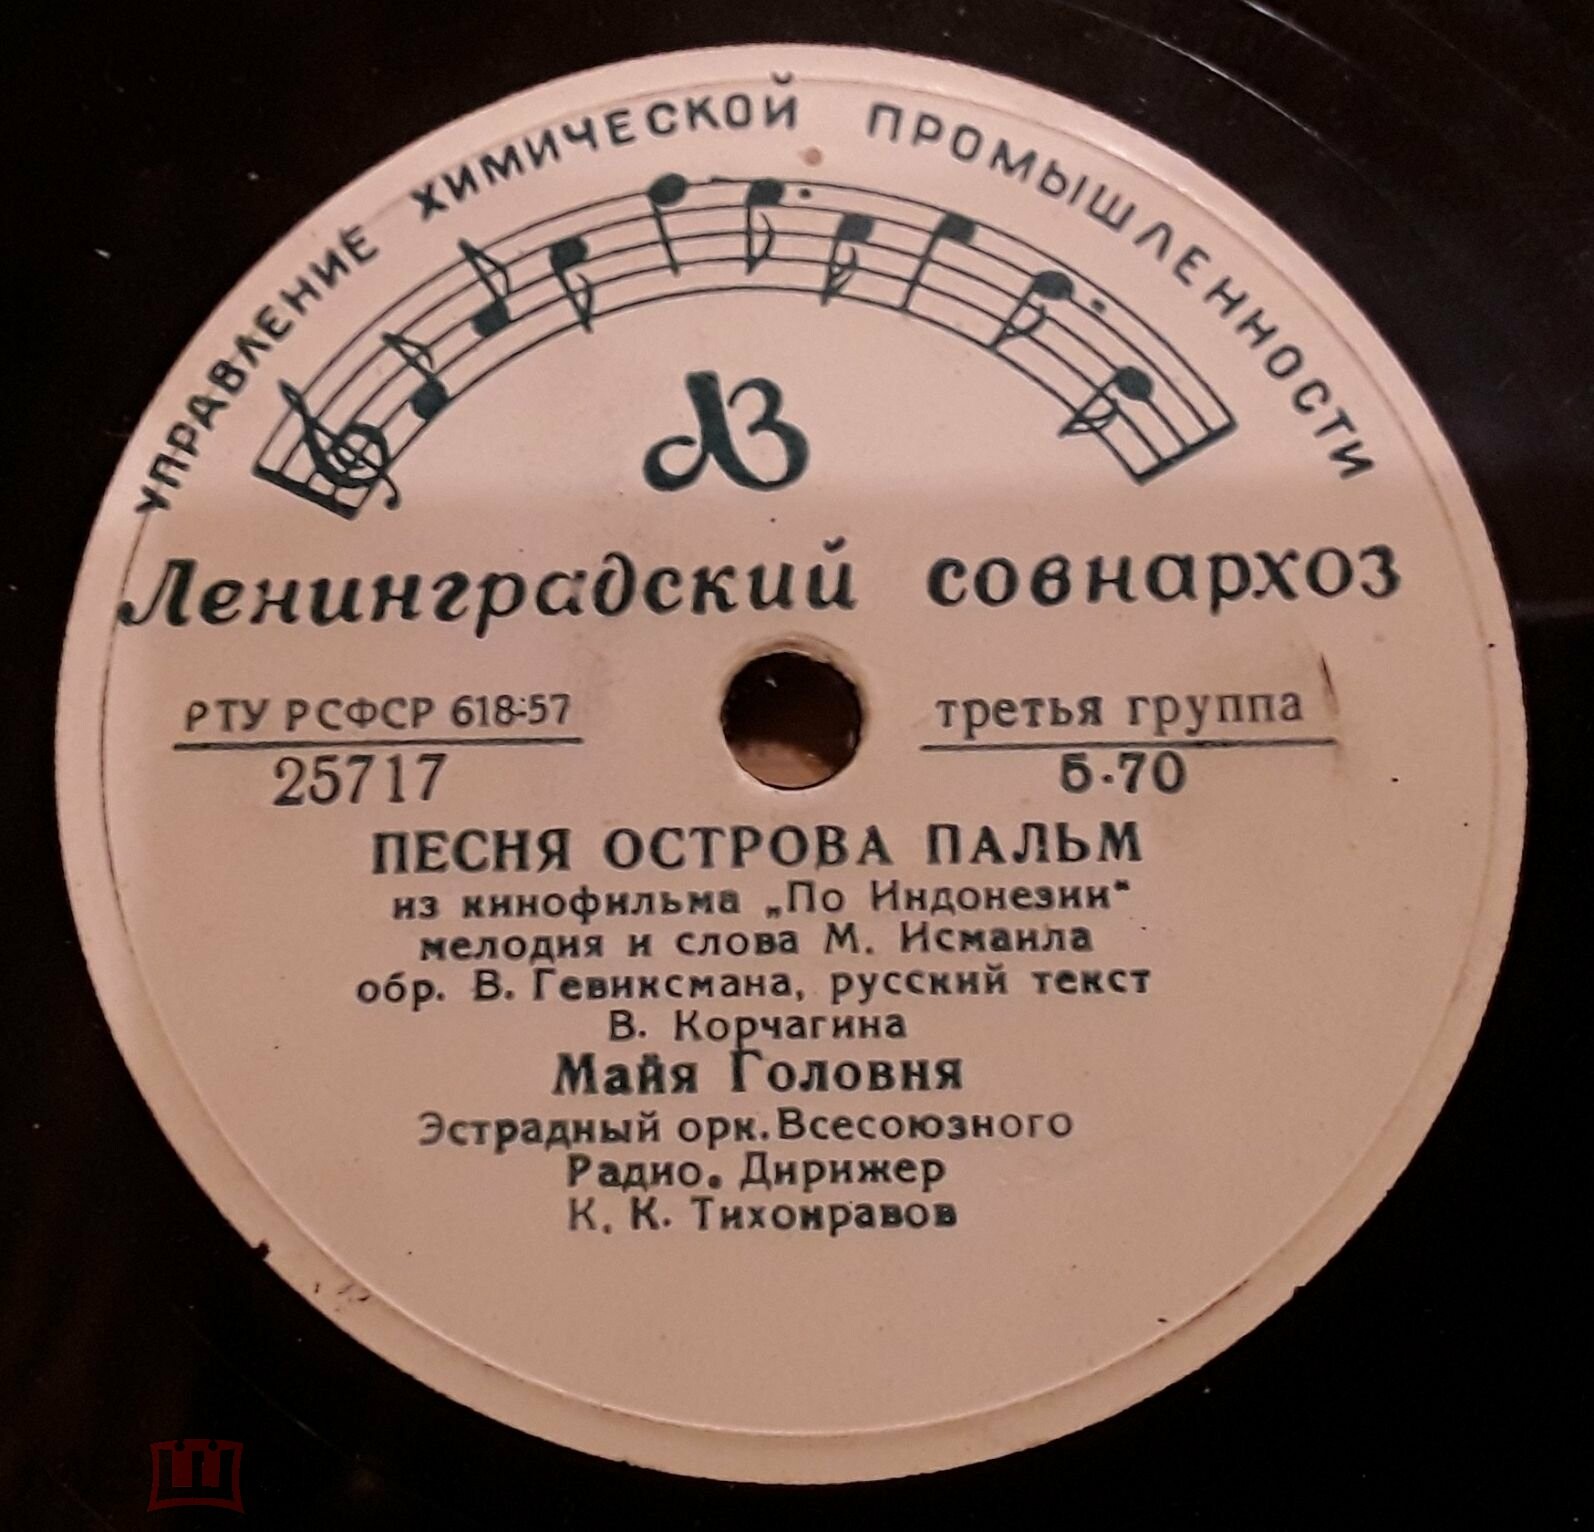 УПРАВЛЕНИЕ ХИМИЧЕСКОЙ ПРОМЫШЛЕННОСТИ
ЛЗ
Ленинградский совнархоз
РТУ РСФСР 618-57
25717
третья группа
5-70
ПЕСНЯ ОСТРОВА ПАЛЬМ
из кинофильма „По Индонезии"
мелодия и слова М. Исмаила
обр. В. Гевиксмана, русский текст
В. Корчагина
Майя Головня
Эстрадный орк. Всесоюзного
Радио. Дирижер
К. К. Тихонравов